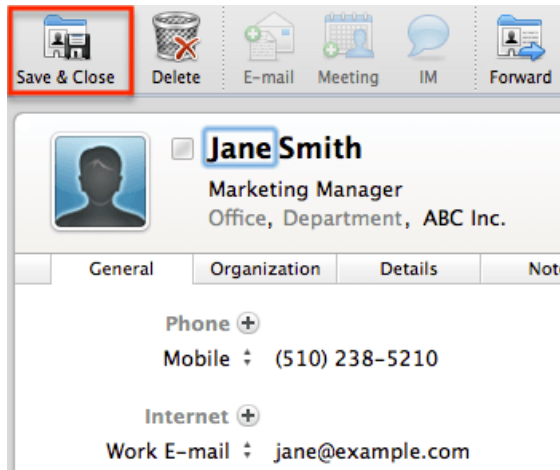 Save & Close Delete E-mail Meeting IM Forward
Jane Smith
Marketing Manager
Office, Department, ABC Inc.
General Organization Details
Phone
Mobile (510) 238-5210
Internet
Work E-mail jane@example.com